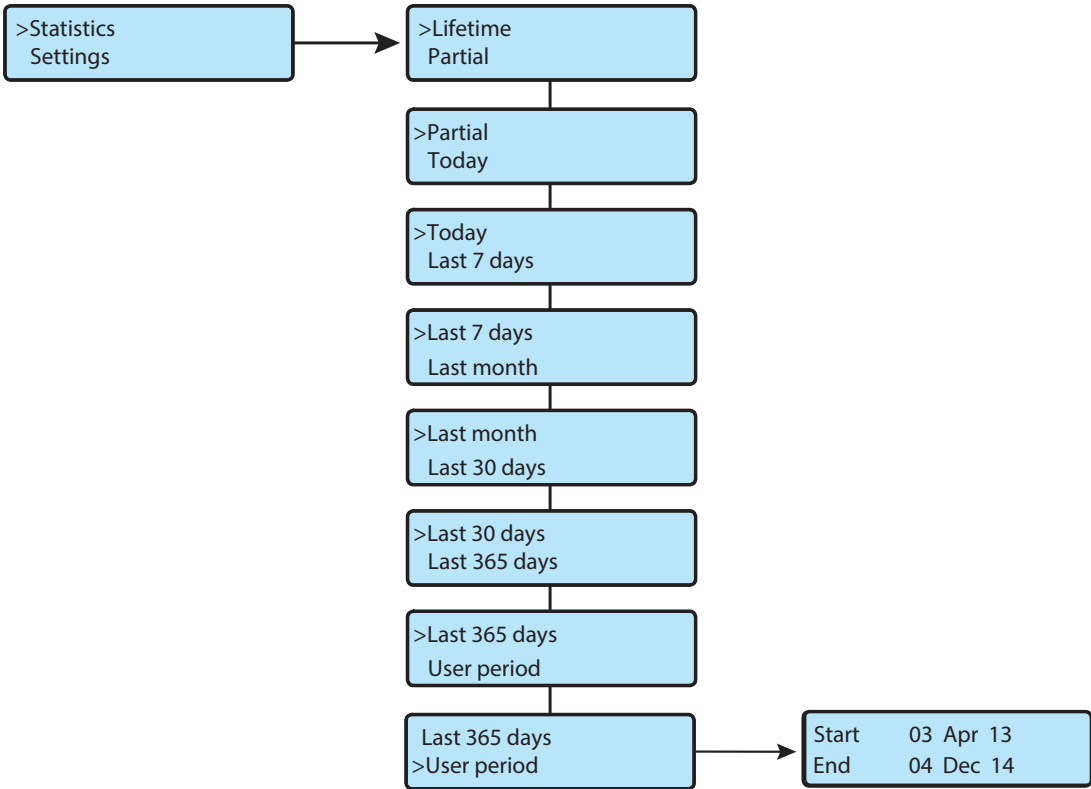 >Statistics
Settings
>Lifetime
Partial
>Partial
Today
>Today
Last 7 days
>Last 7 days
Last month
>Last month
Last 30 days
>Last 30 days
Last 365 days
>Last 365 days
User period
Last 365 days
>User period
Start 03 Apr 13
End 04 Dec 14